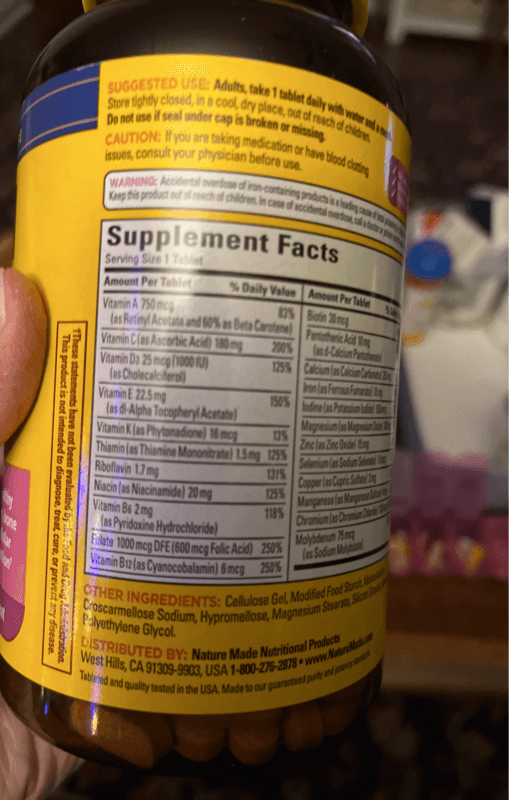 SUGGESTED USE: Adults, take 1 tablet daily with water and a meal.
Store tightly closed, in a cool, dry place, out of reach of children.
Do not use if seal under cap is broken or missing.
CAUTION: If you are taking medication or have blood clotting
issues, consult your physician before use.
WARNING: Accidental overdose of iron-containing products is a leading cause of fatal
Keep this product out of reach of children. In case of accidental overdose, call a doctor or poison
Supplement Facts
Serving Size 1 Tablet
Amount Per Tablet % Daily Value
Vitamin A 750 mcg 83%
(as Retinyl Acetate and 60% as Beta Carotene)
Vitamin C (as Ascorbic Acid) 180 mg 200%
Vitamin D3 25 mcg (1000 IU) 125%
(as Cholecalciferol)
Vitamin E 22.5 mg 150%
(as dl-Alpha Tocopheryl Acetate)
Vitamin K (as Phytonadione) 16 mcg 13%
Thiamin (as Thiamine Mononitrate) 1.5 mg 125%
Riboflavin 1.7 mg 131%
Niacin (as Niacinamide) 20 mg 125%
Vitamin B6 2 mg 118%
(as Pyridoxine Hydrochloride)
Folate 1000 mcg DFE (600 mcg Folic Acid) 250%
Vitamin B12 (as Cyanocobalamin) 6 mcg 250%
Amount Per Tablet
Biotin 30 mcg
Pantothenic Acid 10 mg
(as d-Calcium Pantothenate)
Calcium (as Calcium Carbonate)
Iron (as Ferrous Fumarate)
Iodine (as Potassium Iodide)
Magnesium (as Magnesium Oxide)
Zinc (as Zinc Oxide) 15 mg
Selenium (as Sodium Selenate)
Copper (as Cupric Sulfate)
Manganese (as Manganese Sulfate)
Chromium (as Chromium Chloride)
Molybdenum 75 mcg
(as Sodium Molybdate)
OTHER INGREDIENTS: Cellulose Gel, Modified Food Starch,
Croscarmellose Sodium, Hypromellose, Magnesium Stearate, Silicon
Polyethylene Glycol.
DISTRIBUTED BY: Nature Made Nutritional Products
West Hills, CA 91309-9903, USA 1-800-276-2878 • www.NatureMade.com
Tableted and quality tested in the USA. Made to our guaranteed purity and potency standards.
†These statements have not been evaluated by the Food and Drug Administration.
This product is not intended to diagnose, treat, cure, or prevent any disease.